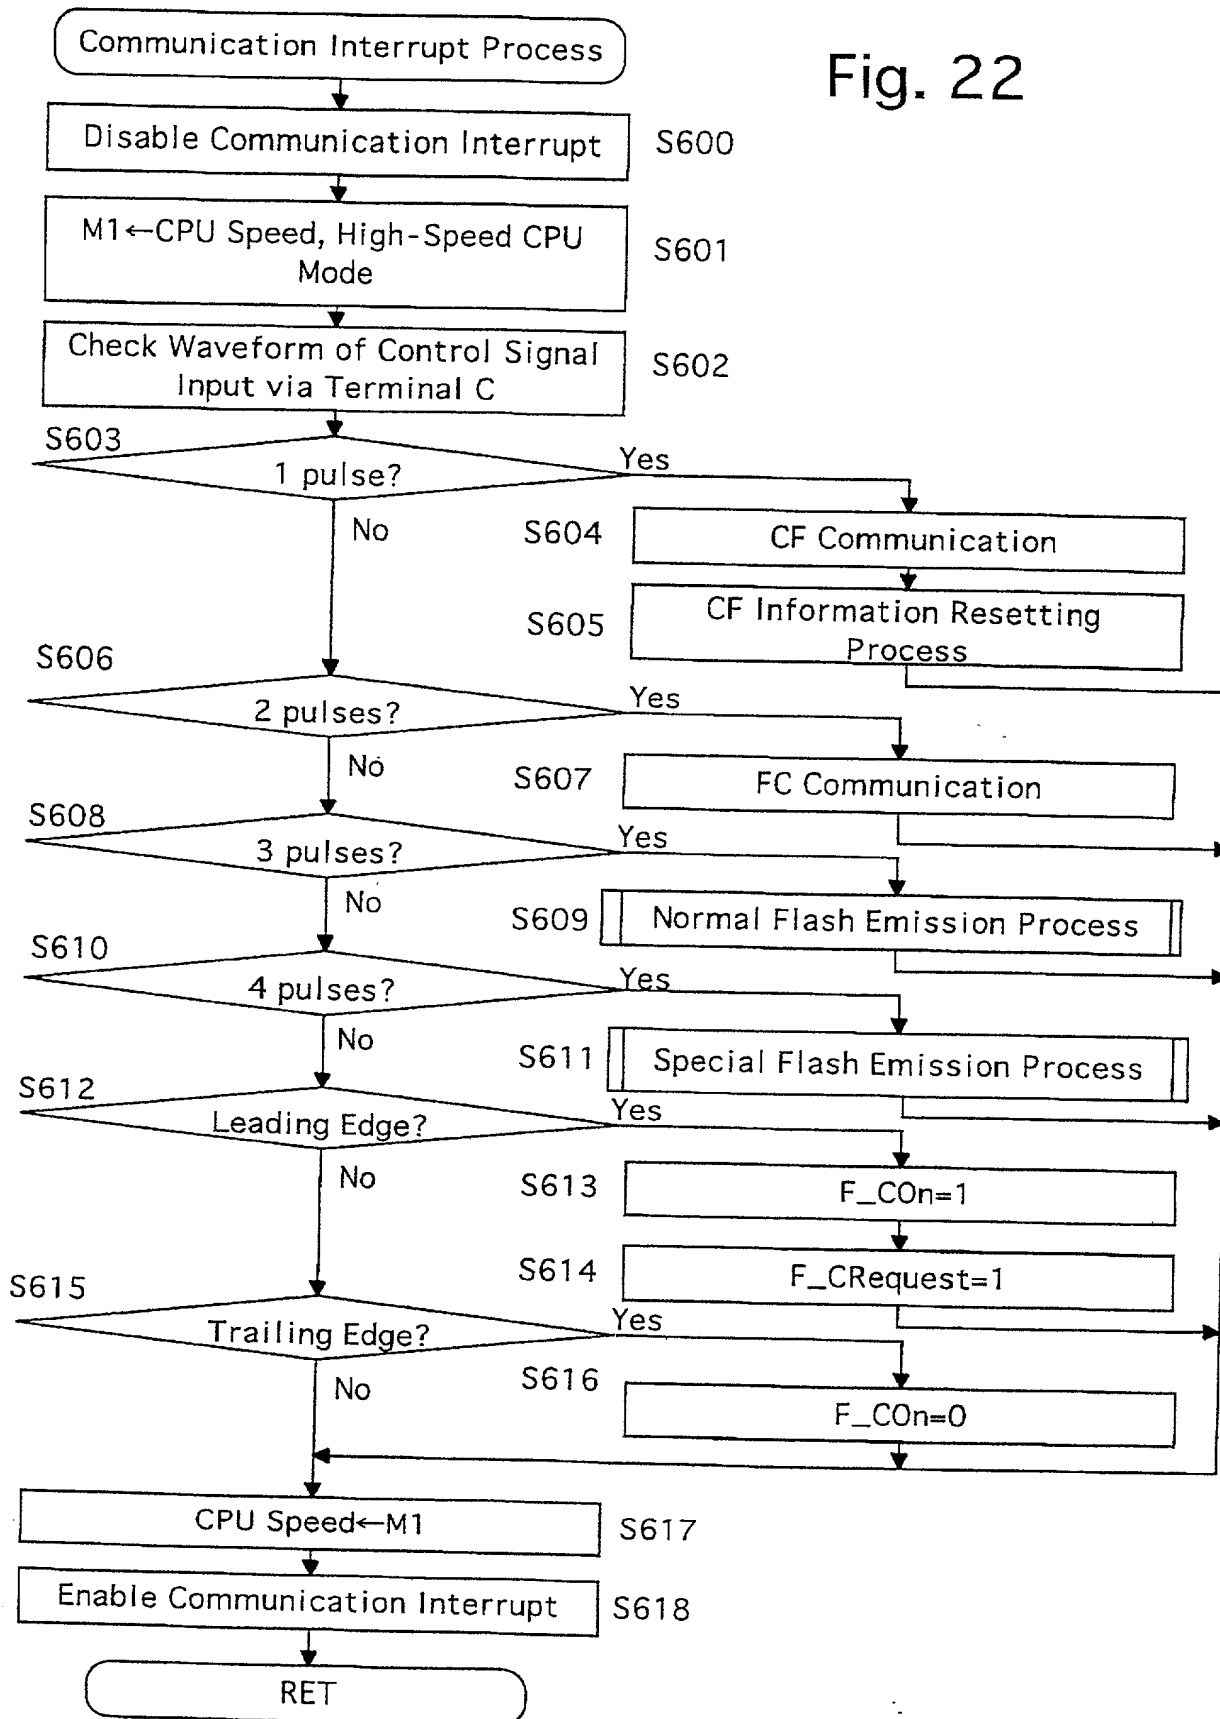 Communication Interrupt Process
Fig. 22
Disable Communication Interrupt
S600
M1←CPU Speed, High-Speed CPU
Mode
S601
Check Waveform of Control Signal
Input via Terminal C
S602
S603
1 pulse?
Yes
No
S604
CF Communication
S605
CF Information Resetting
Process
S606
2 pulses?
Yes
No
S607
FC Communication
S608
3 pulses?
Yes
No
S609
Normal Flash Emission Process
S610
4 pulses?
Yes
No
S611
Special Flash Emission Process
S612
Leading Edge?
Yes
No
S613
F_COn=1
S614
F_CRequest=1
S615
Trailing Edge?
Yes
No
S616
F_COn=0
CPU Speed←M1
S617
Enable Communication Interrupt
S618
RET